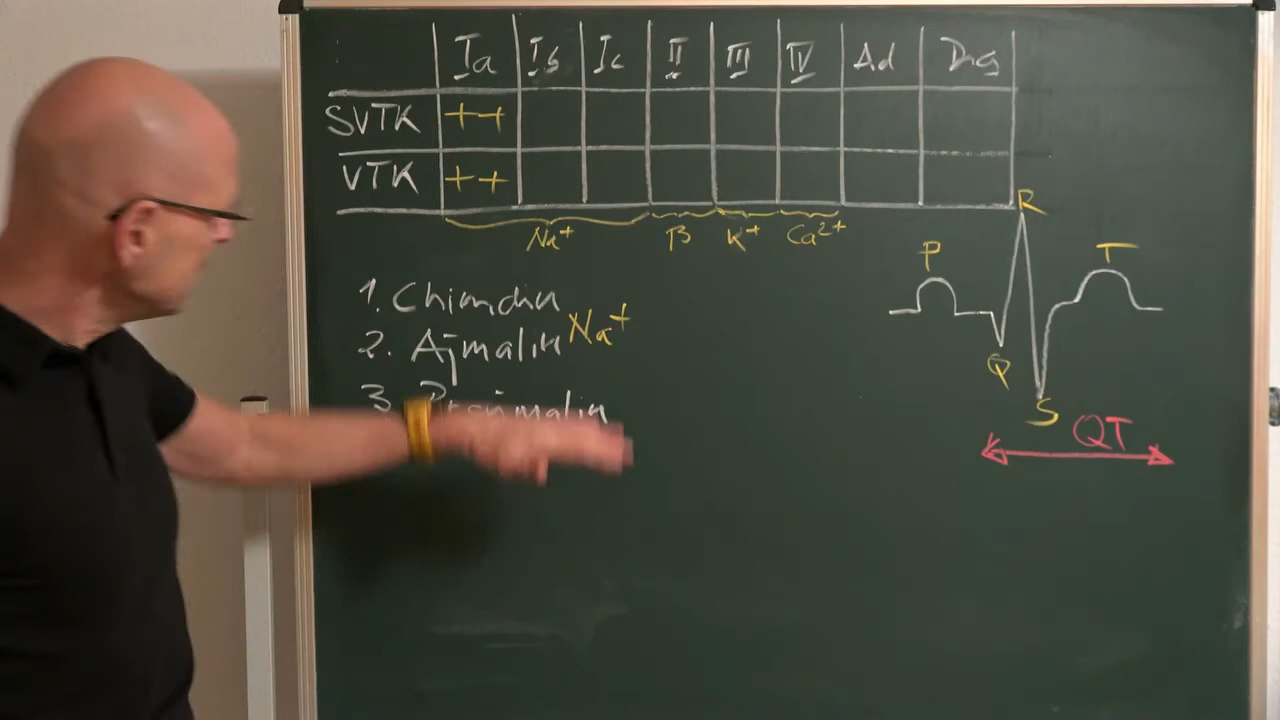 Ia Ib Ic II III IV Ad Dig
SVTK ++
VTK ++
Na+ β K+ Ca2+
1. Chinidin
2. Ajmalin Na+
3. Prajmalin
P
R
T
Q
S
QT